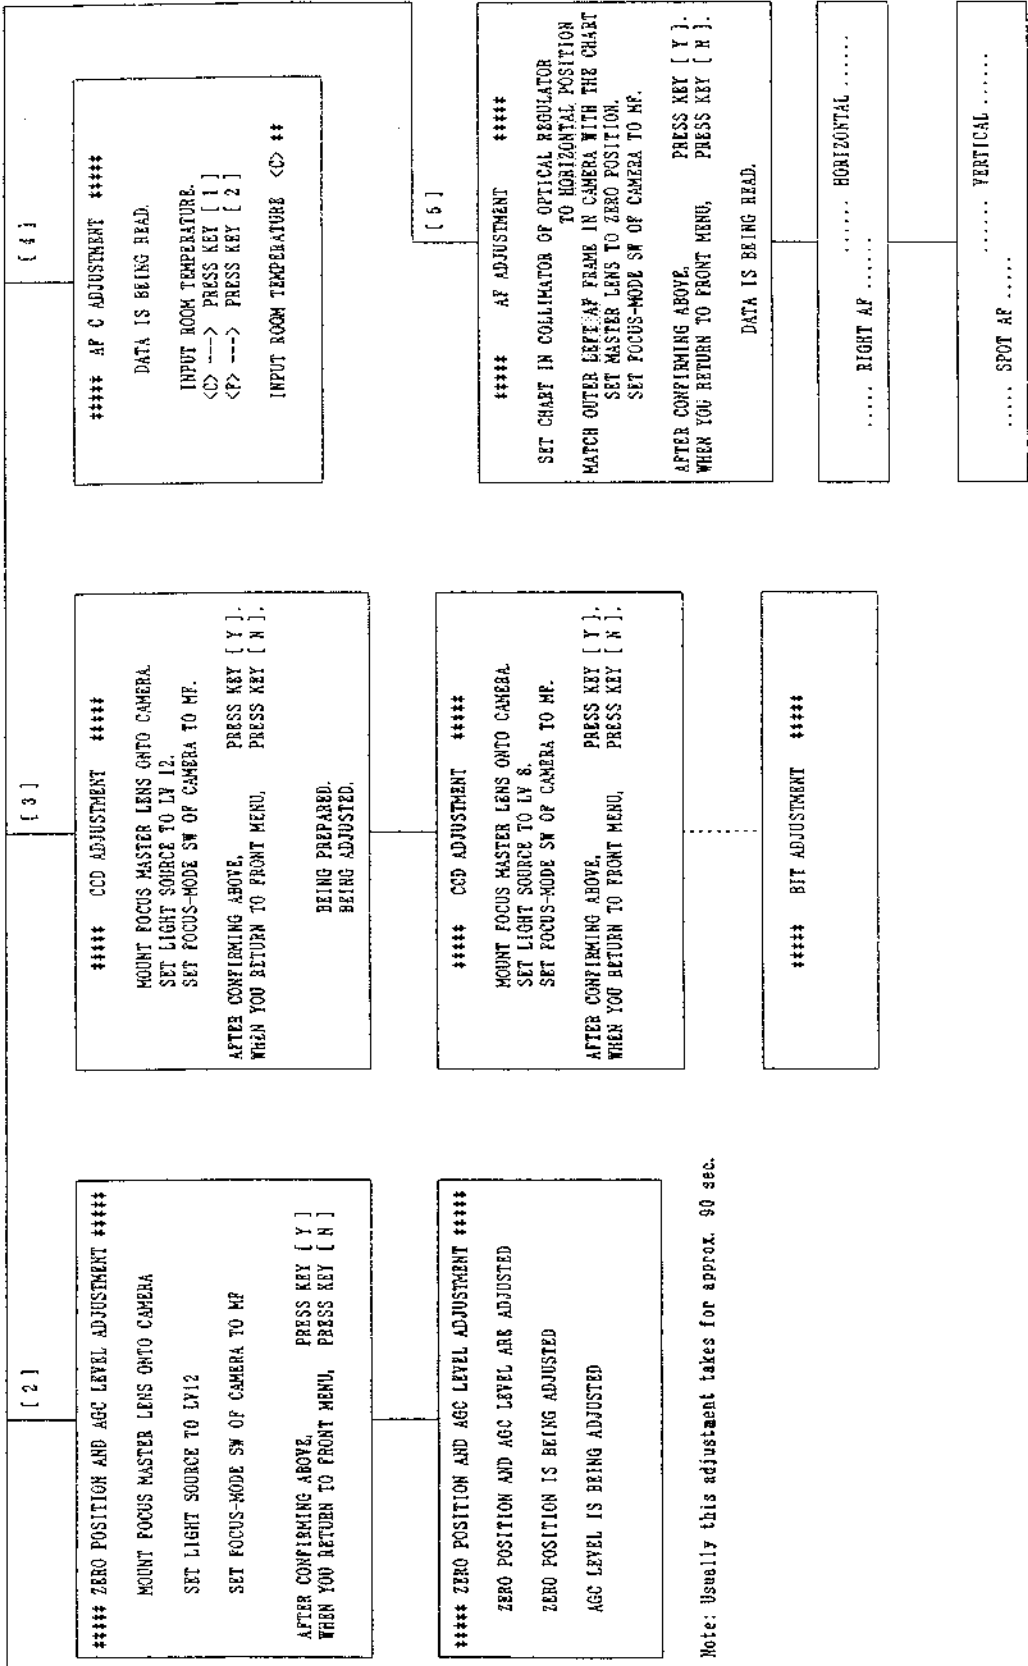 [ 2 ]
***** ZERO POSITION AND AGC LEVEL ADJUSTMENT *****
MOUNT FOCUS MASTER LENS ONTO CAMERA
SET LIGHT SOURCE TO LV12
SET FOCUS-MODE SW OF CAMERA TO MF
AFTER CONFIRMING ABOVE, PRESS KEY [ Y ]
WHEN YOU RETURN TO FRONT MENU, PRESS KEY [ N ]
***** ZERO POSITION AND AGC LEVEL ADJUSTMENT *****
ZERO POSITION AND AGC LEVEL ARE ADJUSTED
ZERO POSITION IS BEING ADJUSTED
AGC LEVEL IS BEING ADJUSTED
Note: Usually this adjustment takes for approx. 90 sec.
[ 3 ]
***** CCD ADJUSTMENT *****
MOUNT FOCUS MASTER LENS ONTO CAMERA.
SET LIGHT SOURCE TO LV 12.
SET FOCUS-MODE SW OF CAMERA TO MF.
AFTER CONFIRMING ABOVE, PRESS KEY [ Y ].
WHEN YOU RETURN TO FRONT MENU, PRESS KEY [ N ].
BEING PREPARED.
BEING ADJUSTED.
***** CCD ADJUSTMENT *****
MOUNT FOCUS MASTER LENS ONTO CAMERA.
SET LIGHT SOURCE TO LV 8.
SET FOCUS-MODE SW OF CAMERA TO MF.
AFTER CONFIRMING ABOVE, PRESS KEY [ Y ].
WHEN YOU RETURN TO FRONT MENU, PRESS KEY [ N ].
***** BIT ADJUSTMENT *****
[ 4 ]
***** AF C ADJUSTMENT *****
DATA IS BEING READ.
INPUT ROOM TEMPERATURE.
<C> ---> PRESS KEY [ 1 ]
<F> ---> PRESS KEY [ 2 ]
INPUT ROOM TEMPERATURE <C> **
[ 5 ]
***** AF ADJUSTMENT *****
SET CHART IN COLLIMATOR OF OPTICAL REGULATOR
TO HORIZONTAL POSITION
MATCH OUTER LEFT AF FRAME IN CAMERA WITH THE CHART
SET MASTER LENS TO ZERO POSITION.
SET FOCUS-MODE SW OF CAMERA TO MF.
AFTER CONFIRMING ABOVE, PRESS KEY [ Y ].
WHEN YOU RETURN TO FRONT MENU, PRESS KEY [ N ].
DATA IS BEING READ.
...... HORIZONTAL ......
..... RIGHT AF ......
...... VERTICAL ......
..... SPOT AF .....